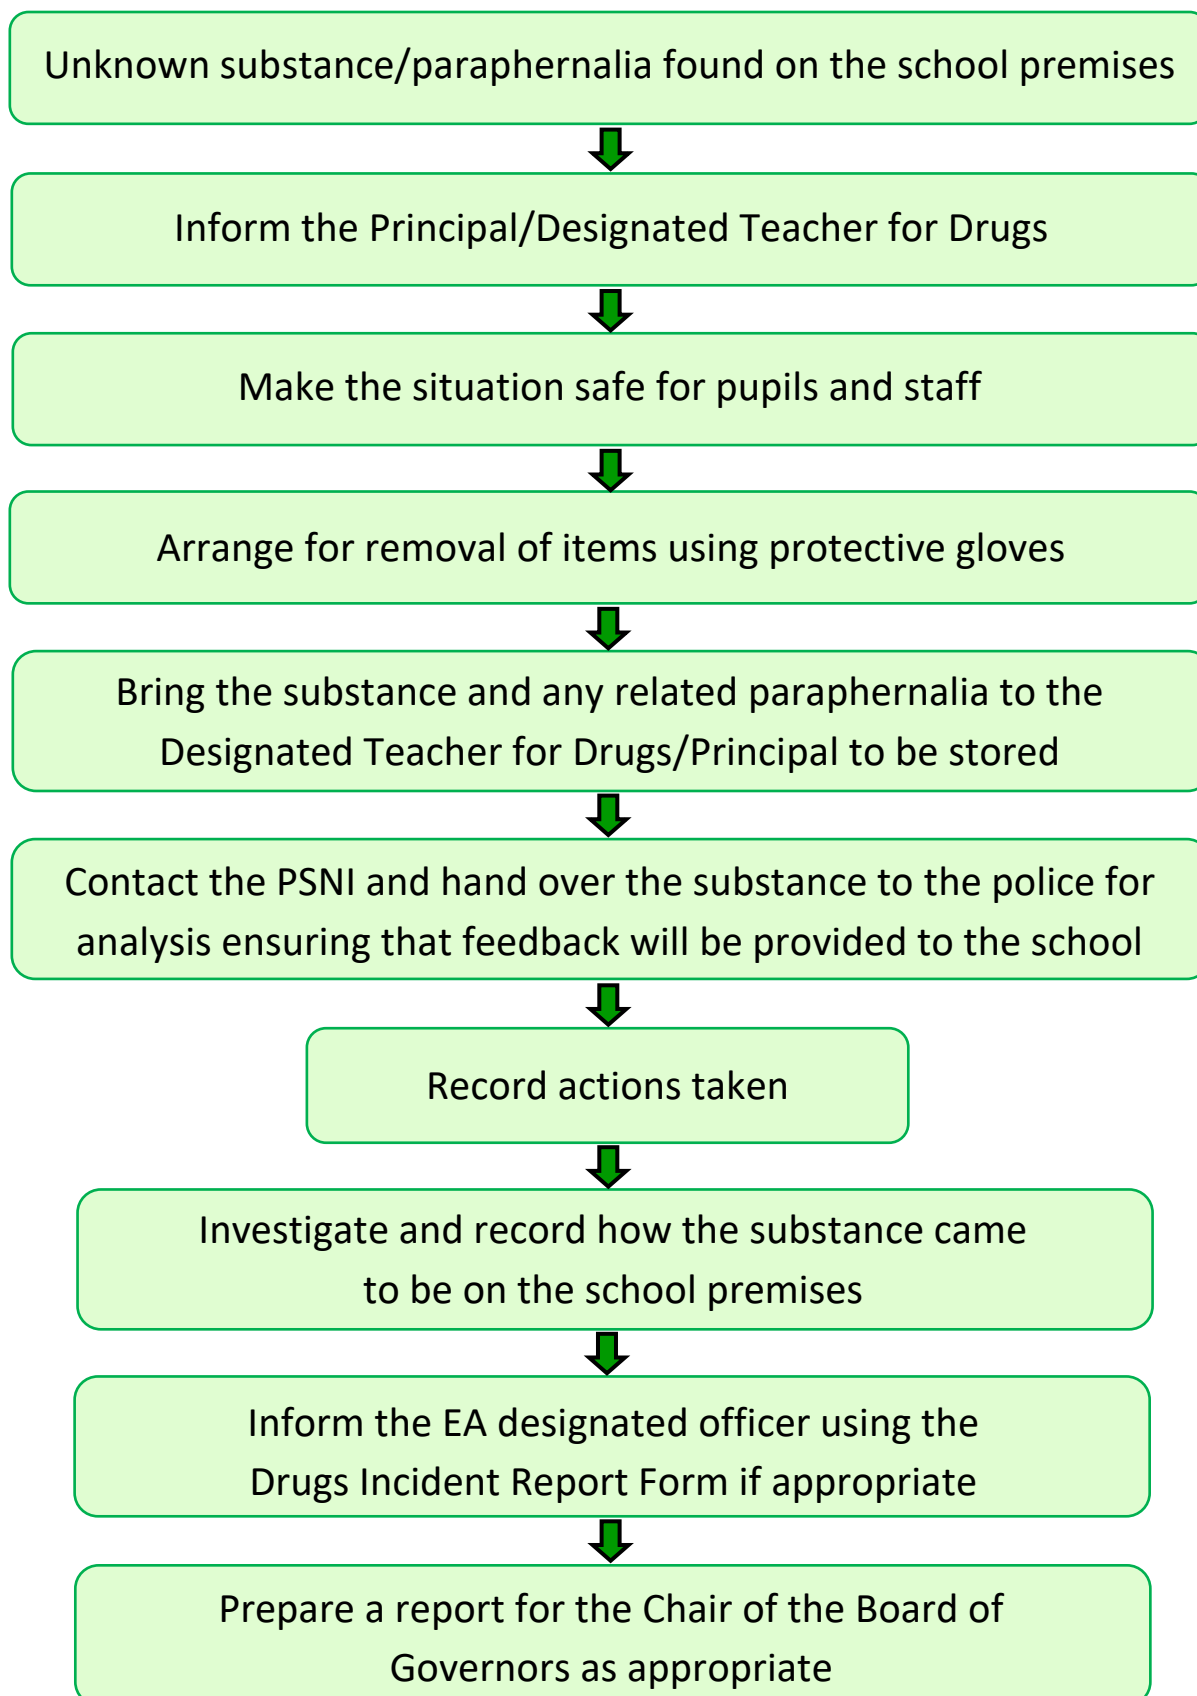 Unknown substance/paraphernalia found on the school premises
Inform the Principal/Designated Teacher for Drugs
Make the situation safe for pupils and staff
Arrange for removal of items using protective gloves
Bring the substance and any related paraphernalia to the
Designated Teacher for Drugs/Principal to be stored
Contact the PSNI and hand over the substance to the police for
analysis ensuring that feedback will be provided to the school
Record actions taken
Investigate and record how the substance came
to be on the school premises
Inform the EA designated officer using the
Drugs Incident Report Form if appropriate
Prepare a report for the Chair of the Board of
Governors as appropriate